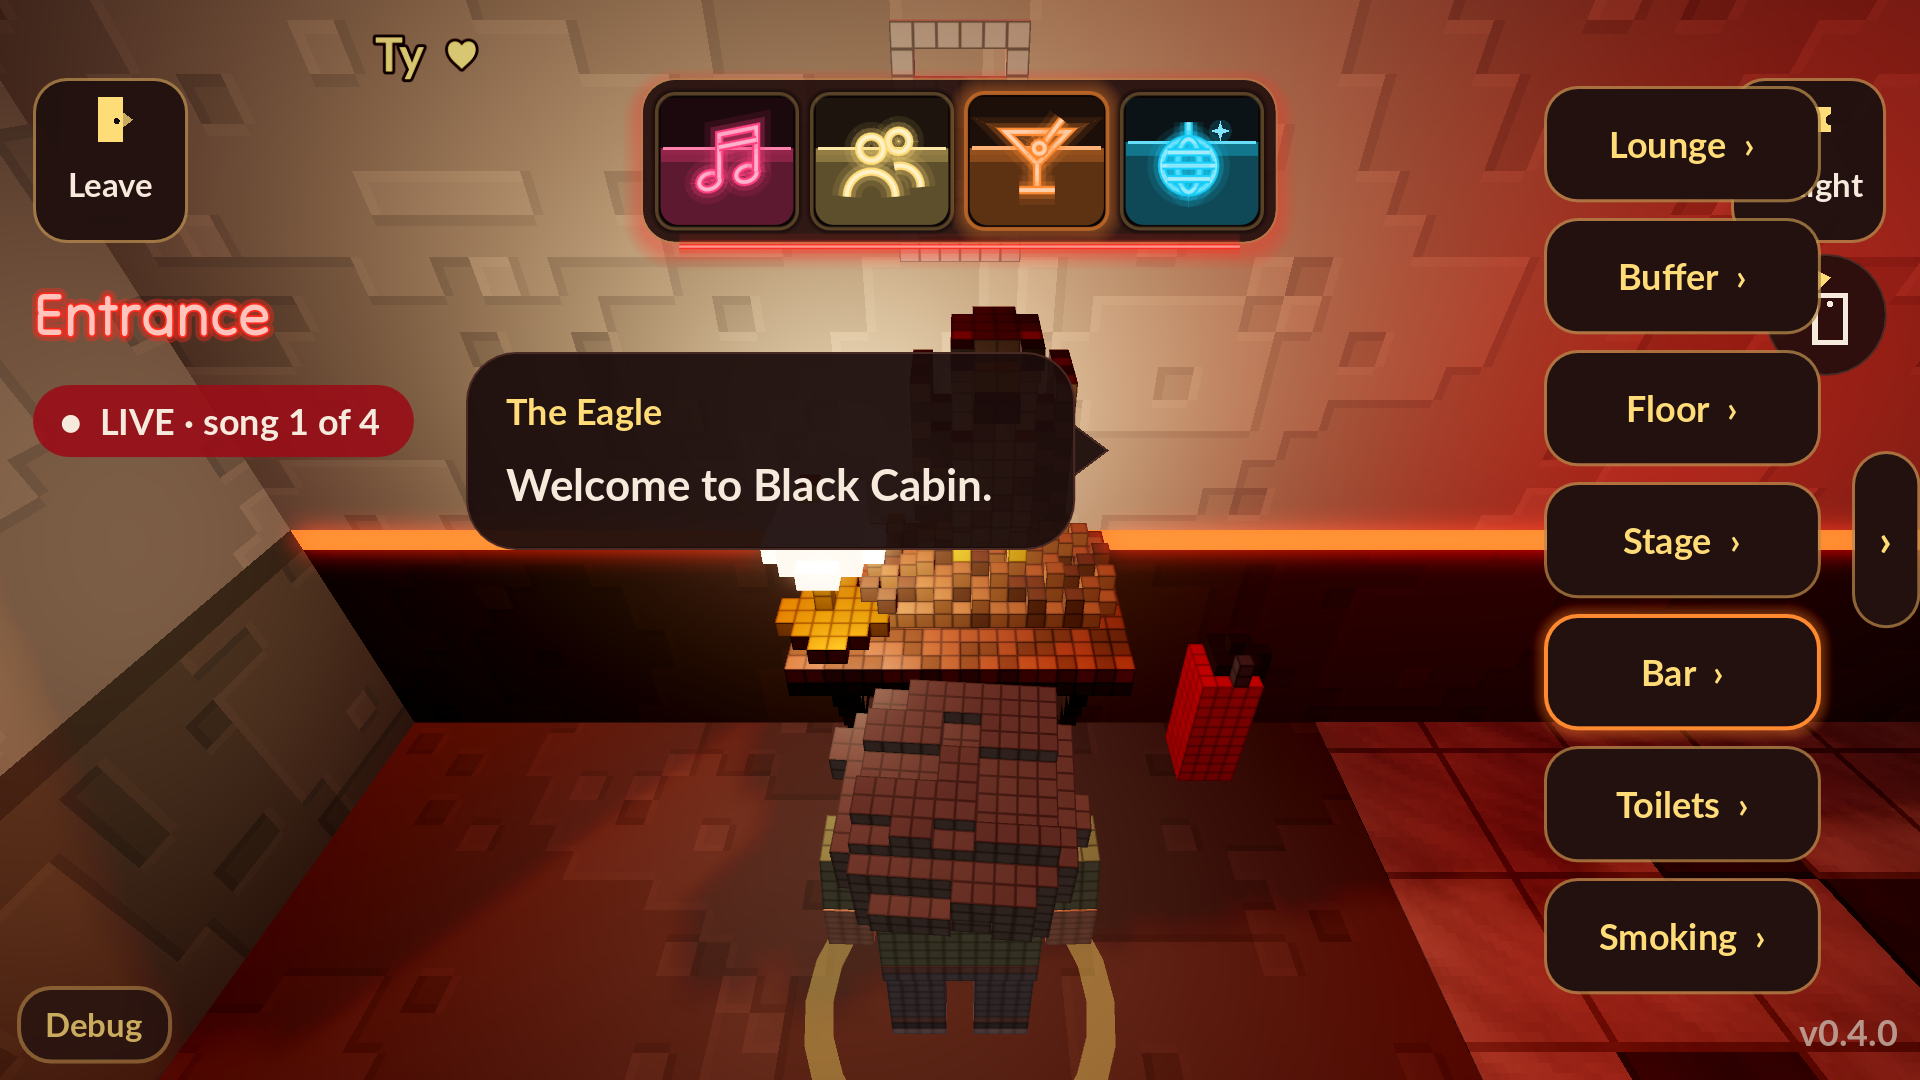 Ty
Leave
Entrance
LIVE · song 1 of 4
The Eagle
Welcome to Black Cabin.
Lounge ›
Buffer ›
Floor ›
Stage ›
Bar ›
Toilets ›
Smoking ›
›
Debug
v0.4.0